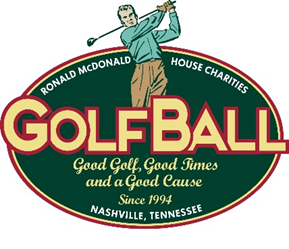 RONALD MCDONALD HOUSE CHARITIES
GOLFBALL
Good Golf, Good Times
and a Good Cause
Since 1994
NASHVILLE, TENNESSEE